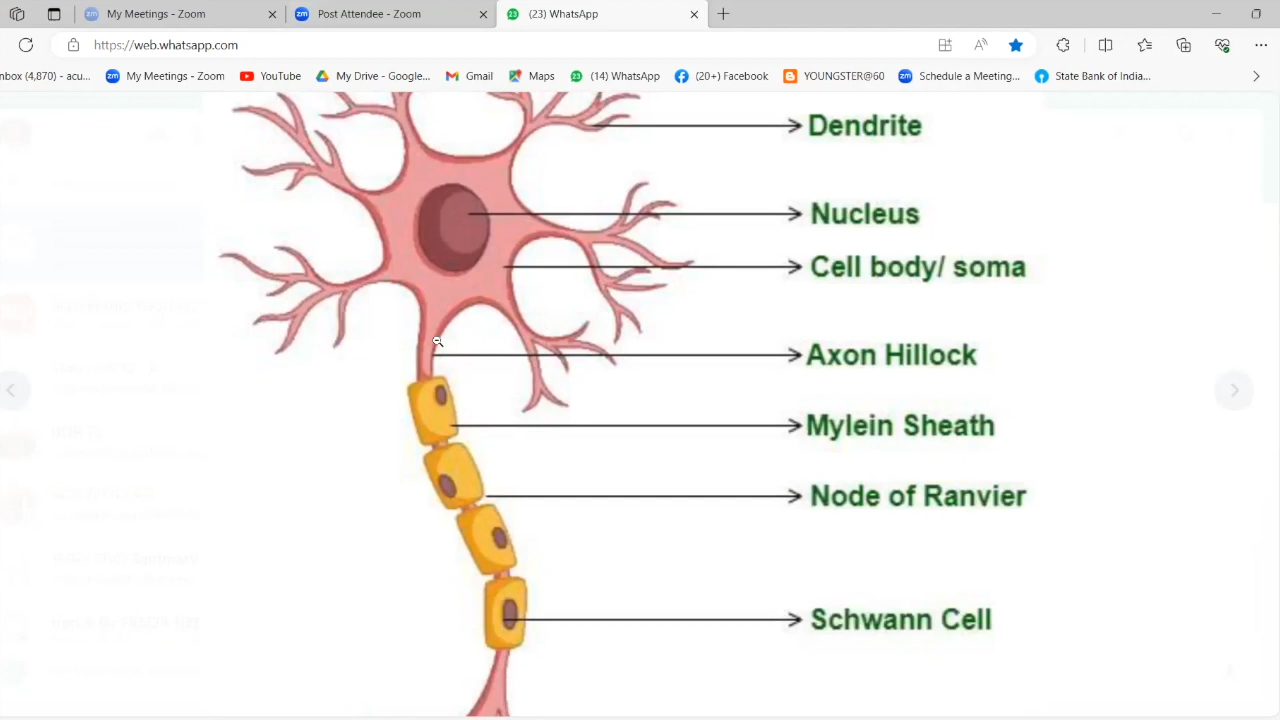 My Meetings - Zoom
Post Attendee - Zoom
(23) WhatsApp
https://web.whatsapp.com
nbox (4,870) - acu...
My Meetings - Zoom
YouTube
My Drive - Google...
Gmail
Maps
(14) WhatsApp
(20+) Facebook
YOUNGSTER@60
Schedule a Meeting...
State Bank of India...
Dendrite
Nucleus
Cell body/ soma
Axon Hillock
Mylein Sheath
Node of Ranvier
Schwann Cell